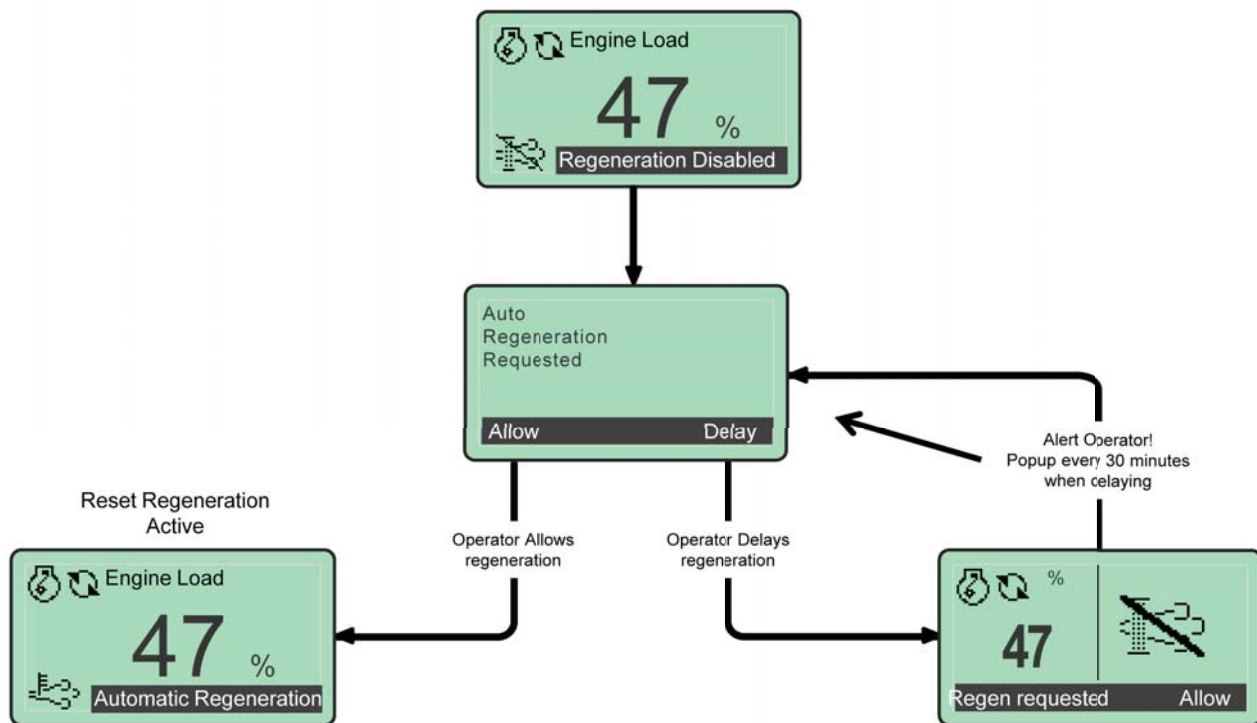 Engine Load
47 %
Regeneration Disabled
Auto
Regeneration
Requested
Allow Delay
Alert Operator!
Popup every 30 minutes
when delaying
Reset Regeneration
Active
Operator Allows
regeneration
Operator Delays
regeneration
Engine Load
47 %
Automatic Regeneration
%
47
Regen requested Allow